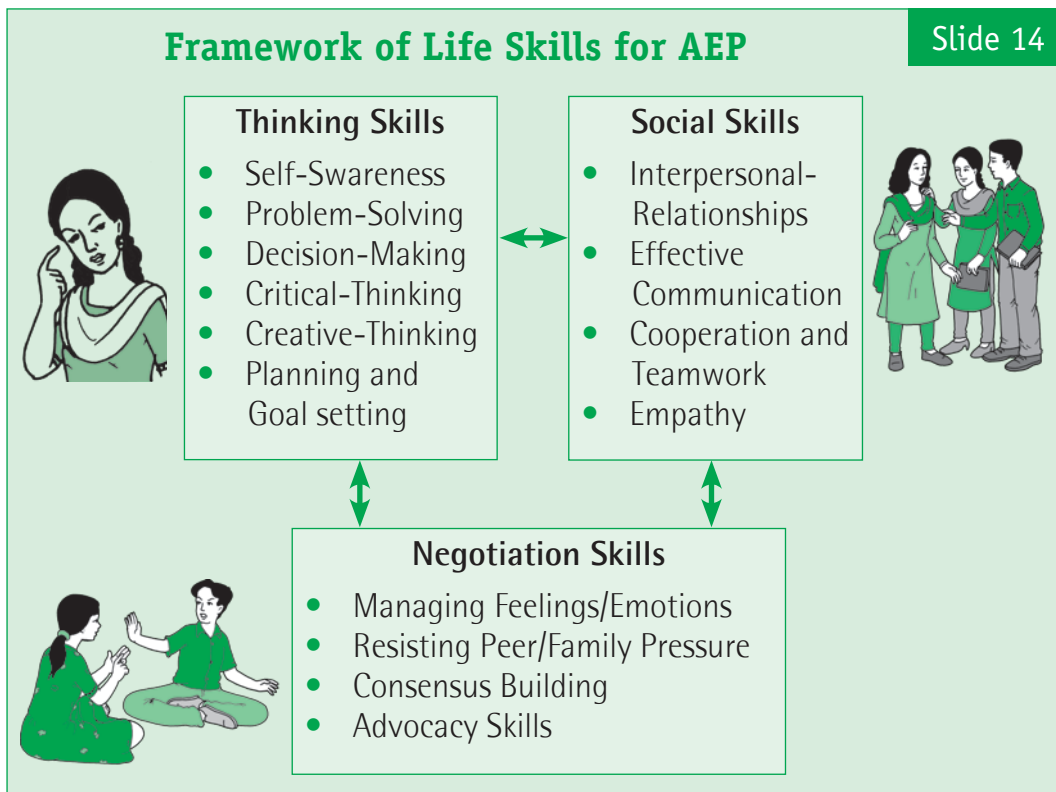 Framework of Life Skills for AEP
Slide 14
Thinking Skills
• Self-Swareness
• Problem-Solving
• Decision-Making
• Critical-Thinking
• Creative-Thinking
• Planning and
Goal setting
Social Skills
• Interpersonal-
Relationships
• Effective
Communication
• Cooperation and
Teamwork
• Empathy
Negotiation Skills
• Managing Feelings/Emotions
• Resisting Peer/Family Pressure
• Consensus Building
• Advocacy Skills